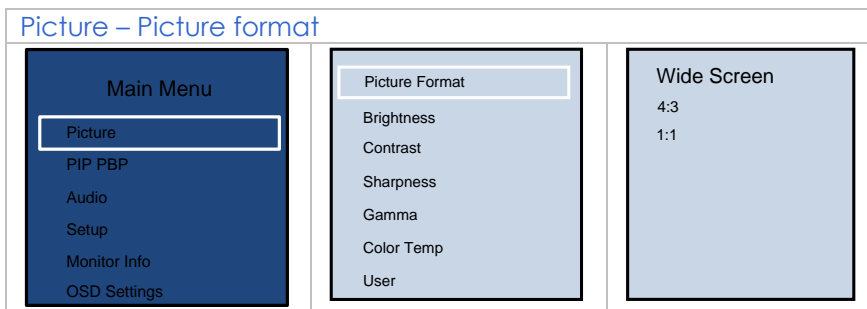 Picture – Picture format
Main Menu
Picture
PIP PBP
Audio
Setup
Monitor Info
OSD Settings
Picture Format
Brightness
Contrast
Sharpness
Gamma
Color Temp
User
Wide Screen
4:3
1:1